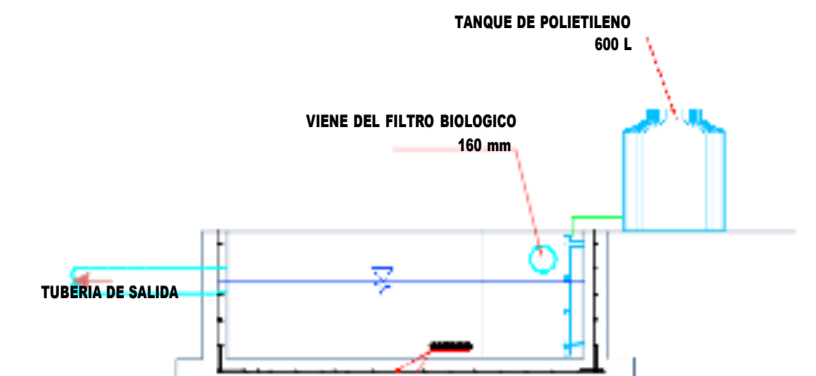 TANQUE DE POLIETILENO
600 L
VIENE DEL FILTRO BIOLOGICO
160 mm
TUBERIA DE SALIDA